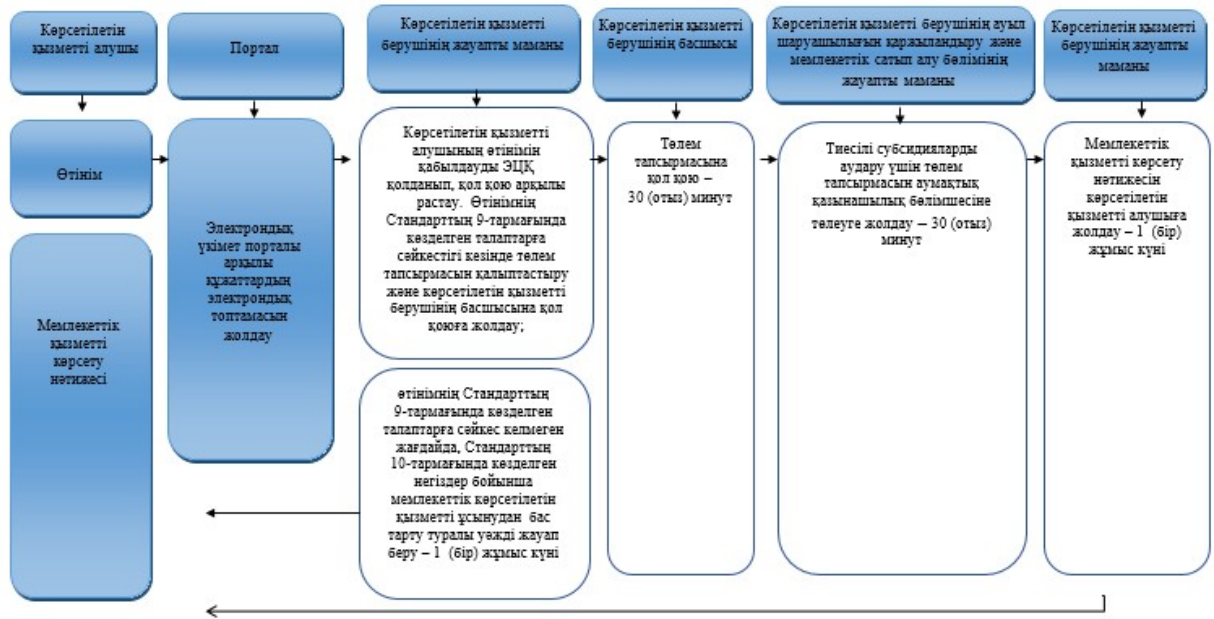 Көрсетілетін
қызметті алушы
Портал
Көрсетілетін қызметті
берушінің жауапты маманы
Көрсетілетін қызметті
берушінің басшысы
Көрсетілетін қызметті берушінің ауыл
шаруашылығын қаржыландыру және
мемлекеттік сатып алу бөлімінің
жауапты маманы
Көрсетілетін қызметті
берушінің жауапты
маманы
Өтінім
Мемлекеттік
қызметті
көрсету
нәтижесі
Электрондық
үкімет порталы
арқылы
құжаттардың
электрондық
топтамасын
жолдау
Көрсетілетін қызметті
алушының өтінімін
қабылдауды ЭЦҚ
қолданып, қол қою арқылы
растау. Өтінімнің
Стандарттың 9-тармағында
көзделген талаптарға
сәйкестігі кезінде төлем
тапсырмасын қалыптастыру
және көрсетілетін қызметті
берушінің басшысына қол
қоюға жолдау;
өтінімнің Стандарттың
9-тармағында көзделген
талаптарға сәйкес келмеген
жағдайда, Стандарттың
10-тармағында көзделген
негіздер бойынша
мемлекеттік көрсетілетін
қызметті ұсынудан бас
тарту туралы уәжді жауап
беру – 1 (бір) жұмыс күні
Төлем
тапсырмасына
қол қою –
30 (отыз) минут
Тиесілі субсидияларды
аудару үшін төлем
тапсырмасын аумақтық
қазынашылық бөлімшесіне
төлеуге жолдау – 30 (отыз)
минут
Мемлекеттік
қызметті көрсету
нәтижесін
көрсетілетін
қызметті алушыға
жолдау – 1 (бір)
жұмыс күні